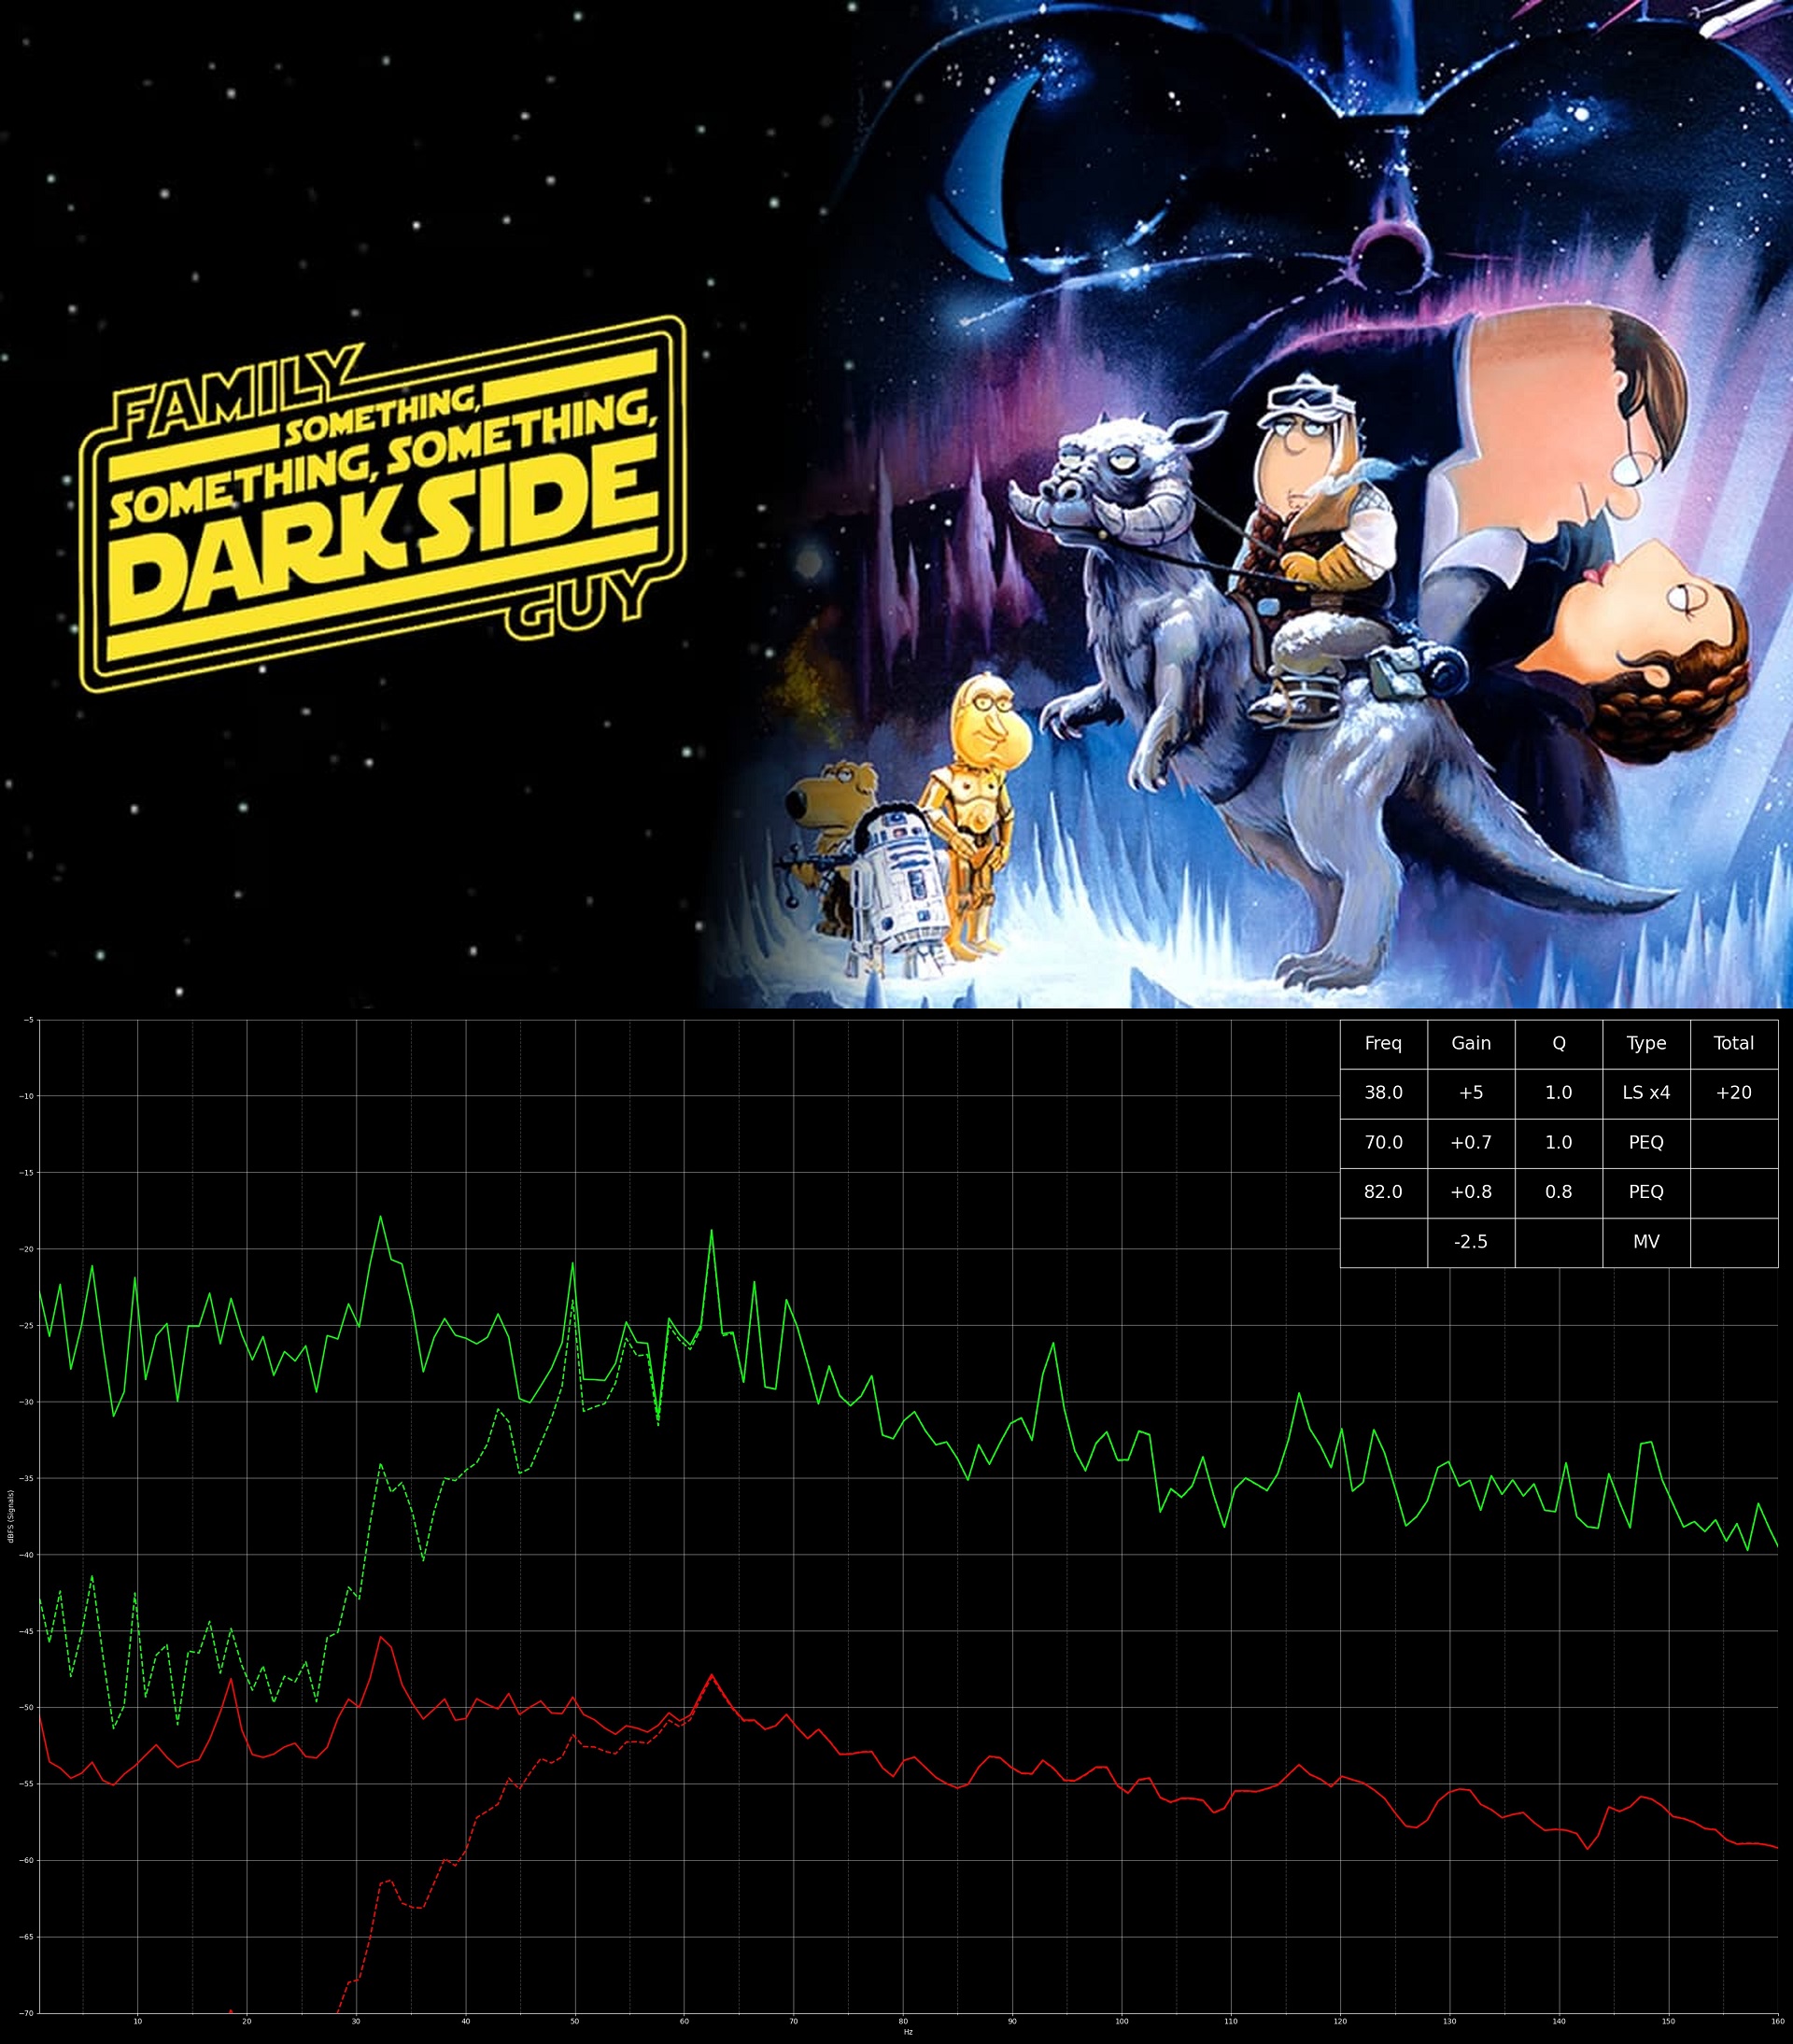 FAMILY
SOMETHING,
SOMETHING, SOMETHING,
DARK SIDE
GUY
Freq Gain Q Type Total
38.0 +5 1.0 LS x4 +20
70.0 +0.7 1.0 PEQ
82.0 +0.8 0.8 PEQ
-2.5 MV
−5
−10
−15
−20
−25
−30
−35
−40
−45
−50
−55
−60
−65
−70
dBFS (Signals)
10 20 30 40 50 60 70 80 90 100 110 120 130 140 150 160
Hz